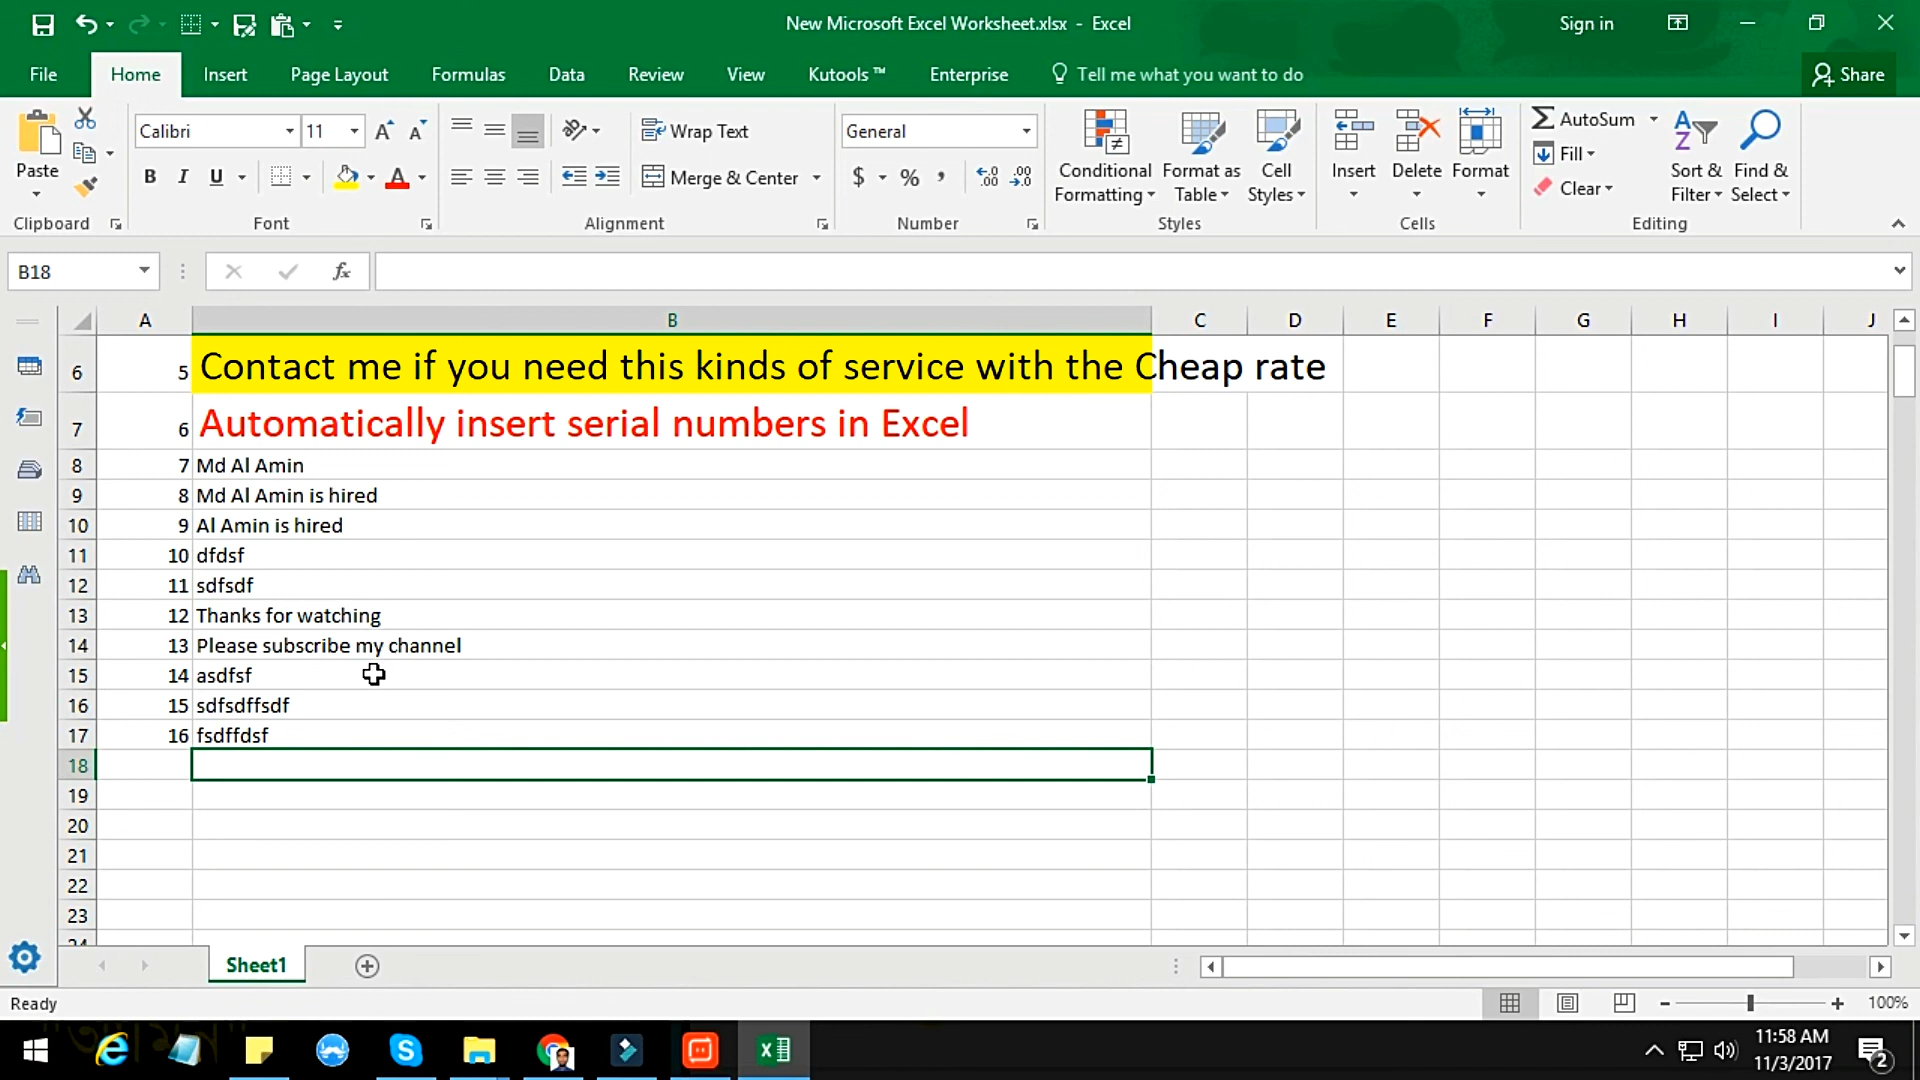 New Microsoft Excel Worksheet.xlsx - Excel
Sign in
File Home Insert Page Layout Formulas Data Review View Kutools ™ Enterprise Tell me what you want to do Share
Paste
Clipboard
Calibri 11
B I U
Font
Wrap Text
Merge & Center
Alignment
General
$ % ,
Number
Conditional Formatting
Format as Table
Cell Styles
Styles
Insert Delete Format
Cells
AutoSum
Fill
Clear
Sort & Filter
Find & Select
Editing
B18 fx
A B C D E F G H I J
6 5 Contact me if you need this kinds of service with the Cheap rate
7 6 Automatically insert serial numbers in Excel
8 7 Md Al Amin
9 8 Md Al Amin is hired
10 9 Al Amin is hired
11 10 dfdsf
12 11 sdfsdf
13 12 Thanks for watching
14 13 Please subscribe my channel
15 14 asdfsf
16 15 sdfsdffsdf
17 16 fsdffdsf
18
19
20
21
22
23
24
Sheet1
Ready
100%
11:58 AM
11/3/2017
2